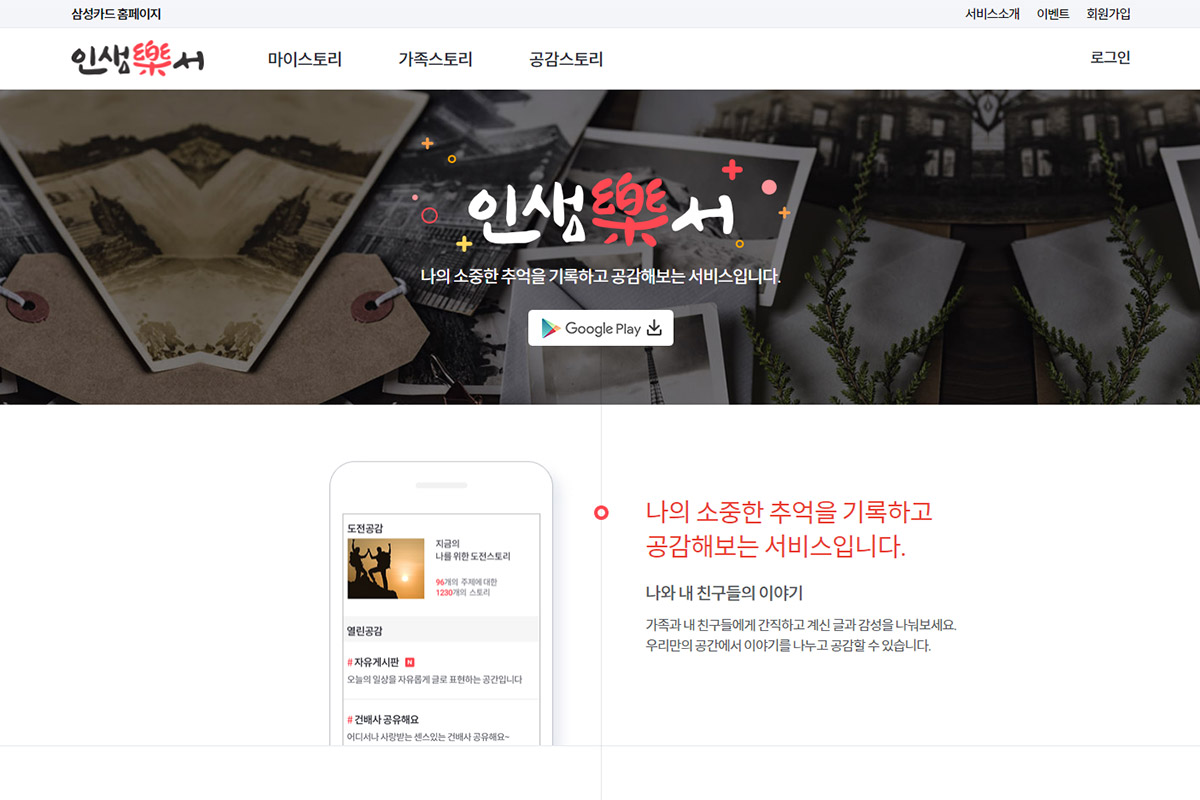 삼성카드 홈페이지
서비스소개 이벤트 회원가입
인생樂서 마이스토리 가족스토리 공감스토리 로그인
인생樂서
나의 소중한 추억을 기록하고 공감해보는 서비스입니다.
Google Play
도전공감
지금의
나를 위한 도전스토리
96개의 주제에 대한
1230개의 스토리
열린공감
# 자유게시판 N
오늘의 일상을 자유롭게 글로 표현하는 공간입니다
# 건배사 공유해요
어디서나 사랑받는 센스있는 건배사 공유해요~
나의 소중한 추억을 기록하고
공감해보는 서비스입니다.
나와 내 친구들의 이야기
가족과 내 친구들에게 간직하고 계신 글과 감성을 나눠보세요.
우리만의 공간에서 이야기를 나누고 공감할 수 있습니다.